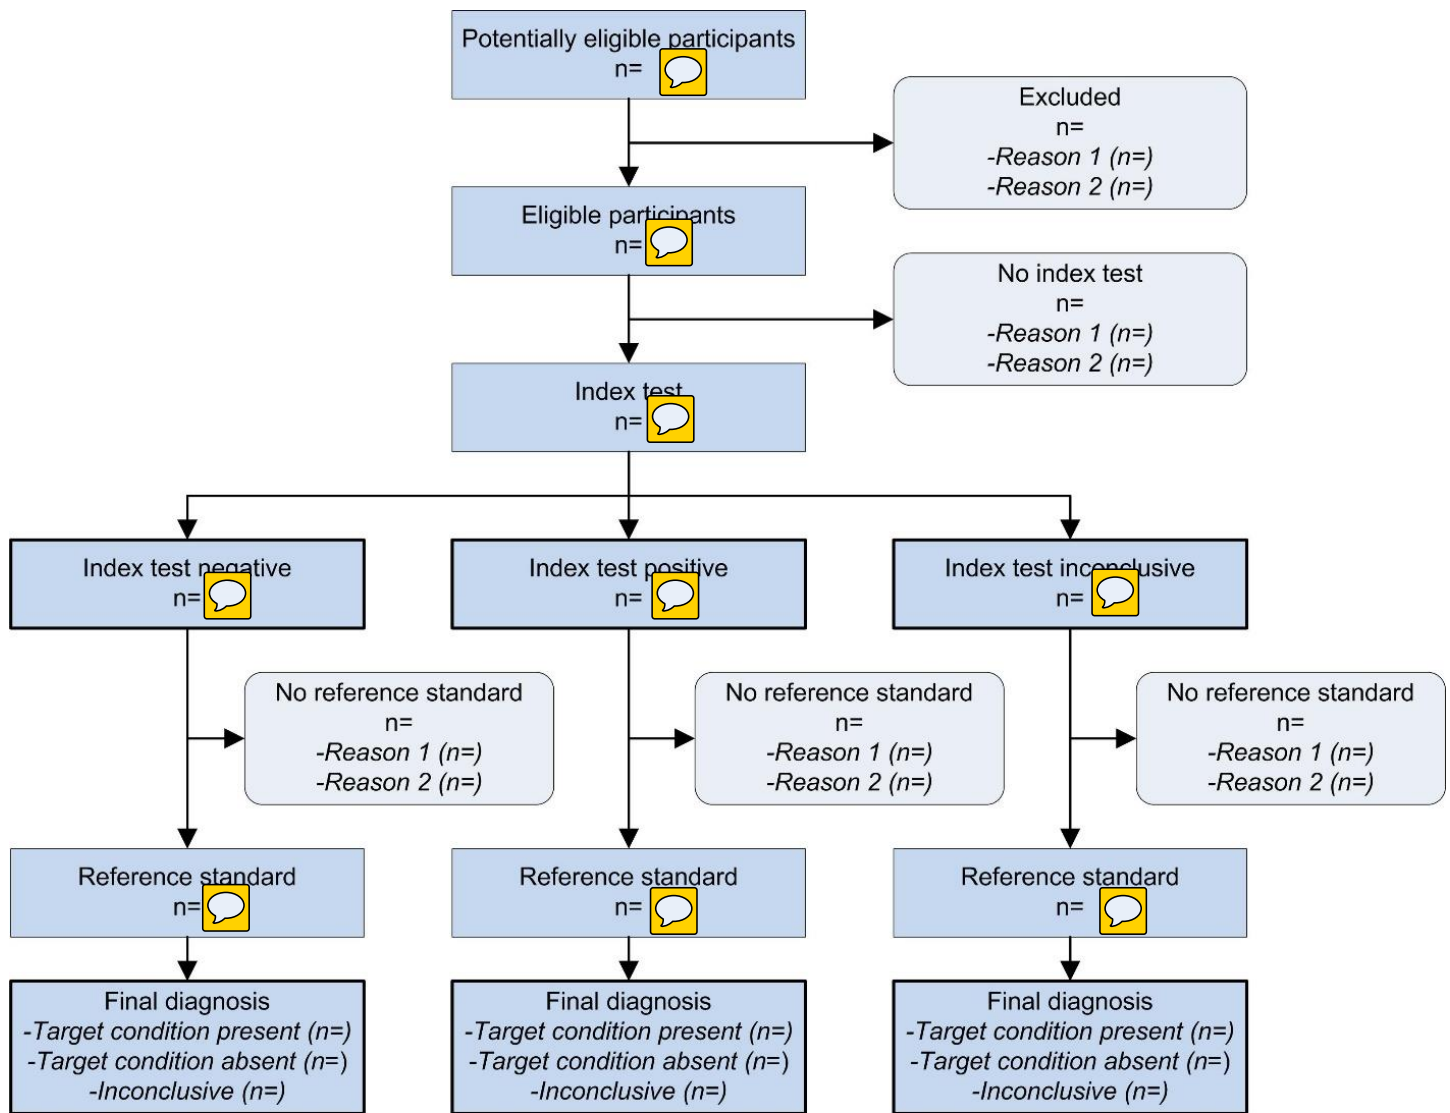 Potentially eligible participants
n=
Excluded
n=
-Reason 1 (n=)
-Reason 2 (n=)
Eligible participants
n=
No index test
n=
-Reason 1 (n=)
-Reason 2 (n=)
Index test
n=
Index test negative
n=
Index test positive
n=
Index test inconclusive
n=
No reference standard
n=
-Reason 1 (n=)
-Reason 2 (n=)
No reference standard
n=
-Reason 1 (n=)
-Reason 2 (n=)
No reference standard
n=
-Reason 1 (n=)
-Reason 2 (n=)
Reference standard
n=
Reference standard
n=
Reference standard
n=
Final diagnosis
-Target condition present (n=)
-Target condition absent (n=)
-Inconclusive (n=)
Final diagnosis
-Target condition present (n=)
-Target condition absent (n=)
-Inconclusive (n=)
Final diagnosis
-Target condition present (n=)
-Target condition absent (n=)
-Inconclusive (n=)